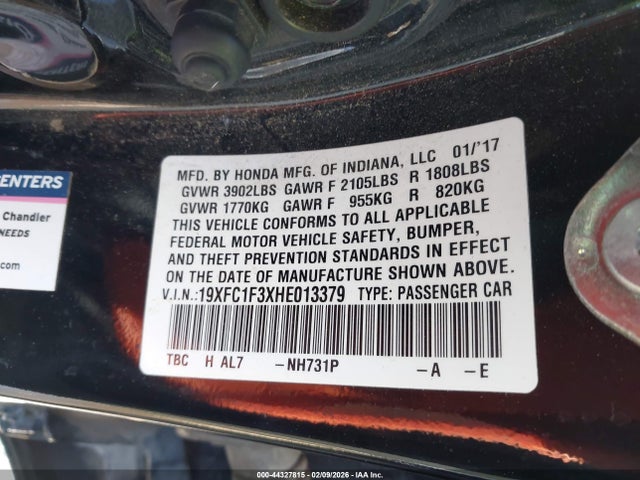 MFD. BY HONDA MFG. OF INDIANA, LLC 01/'17
GVWR 3902LBS GAWR F 2105LBS R 1808LBS
GVWR 1770KG GAWR F 955KG R 820KG
THIS VEHICLE CONFORMS TO ALL APPLICABLE
FEDERAL MOTOR VEHICLE SAFETY, BUMPER,
AND THEFT PREVENTION STANDARDS IN EFFECT
ON THE DATE OF MANUFACTURE SHOWN ABOVE.
V.I.N.:19XFC1F3XHE013379 TYPE: PASSENGER CAR
TBC H AL7 -NH731P -A -E
ENTERS
Chandler
NEEDS
.com
000-44327815 - 02/09/2026 - IAA Inc.